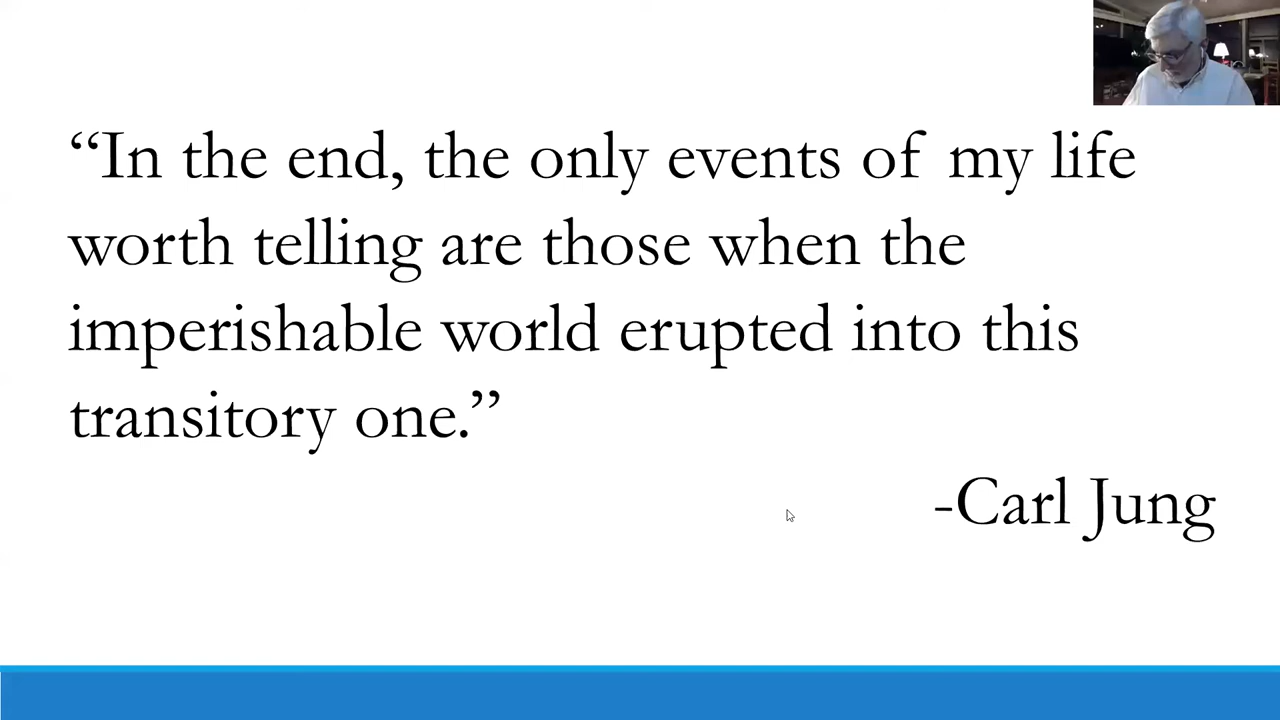 “In the end, the only events of my life
worth telling are those when the
imperishable world erupted into this
transitory one.”
-Carl Jung